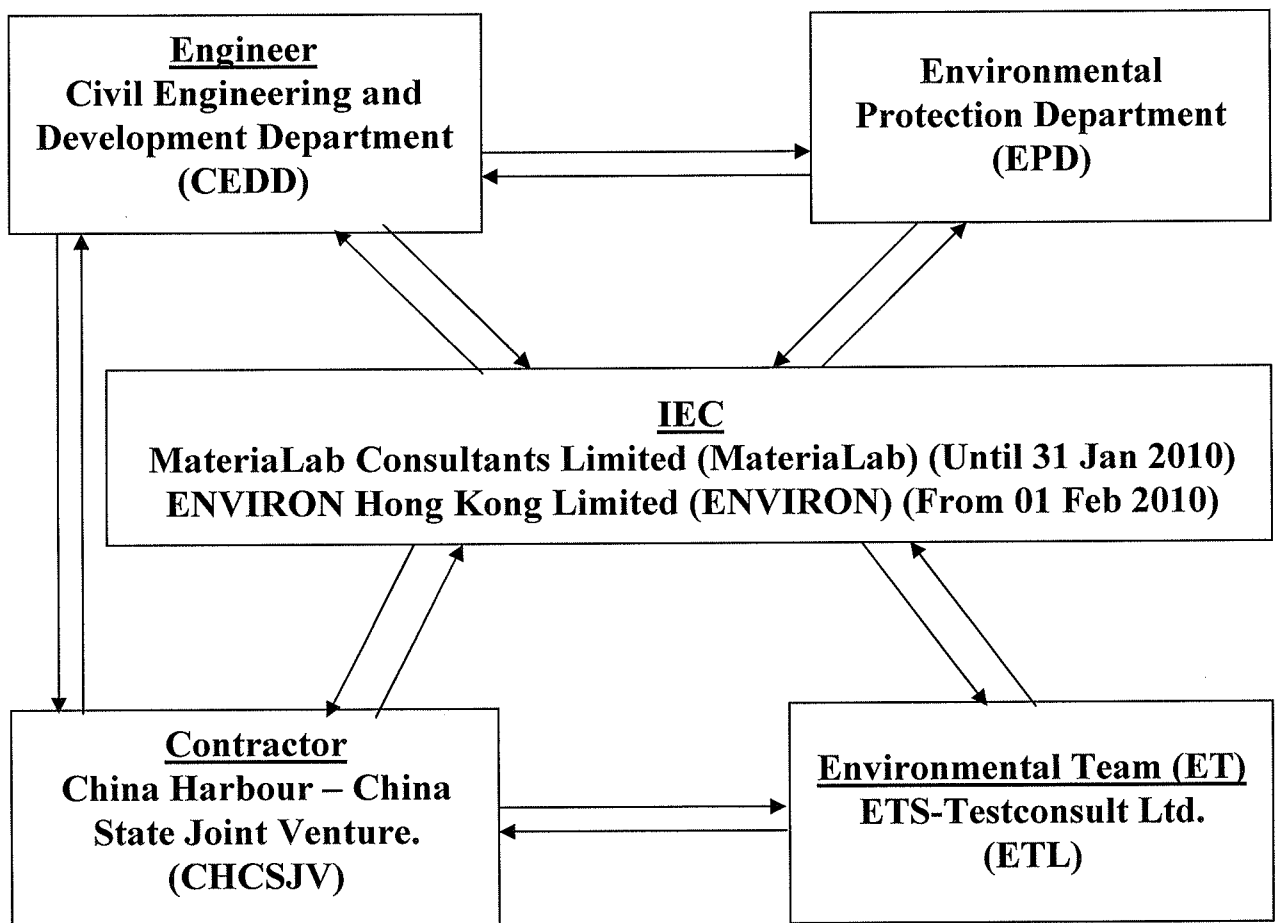 Engineer
Civil Engineering and
Development Department
(CEDD)
Environmental
Protection Department
(EPD)
IEC
MateriaLab Consultants Limited (MateriaLab) (Until 31 Jan 2010)
ENVIRON Hong Kong Limited (ENVIRON) (From 01 Feb 2010)
Contractor
China Harbour – China
State Joint Venture.
(CHCSJV)
Environmental Team (ET)
ETS-Testconsult Ltd.
(ETL)